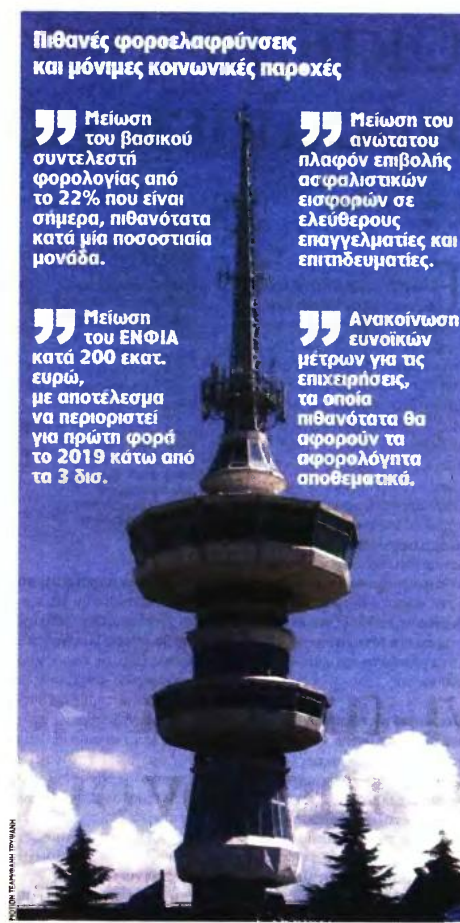 Πιθανές φοροελαφρύνσεις
και μόνιμες κοινωνικές παροχές
” Μείωση
του βασικού
συντελεστή
φορολογίας από
το 22% που είναι
σήμερα, πιθανότατα
κατά μία ποσοστιαία
μονάδα.
” Μείωση
του ΕΝΦΙΑ
κατά 200 εκατ.
ευρώ,
με αποτέλεσμα
να περιοριστεί
για πρώτη φορά
το 2019 κάτω από
τα 3 δισ.
” Μείωση του
ανώτατου
πλαφόν επιβολής
ασφαλιστικών
εισφορών σε
ελεύθερους
επαγγελματίες και
επιτηδευματίες.
” Ανακοίνωση
ευνοϊκών
μέτρων για τις
επιχειρήσεις,
τα οποία
πιθανότατα θα
αφορούν τα
αφορολόγητα
αποθεματικά.